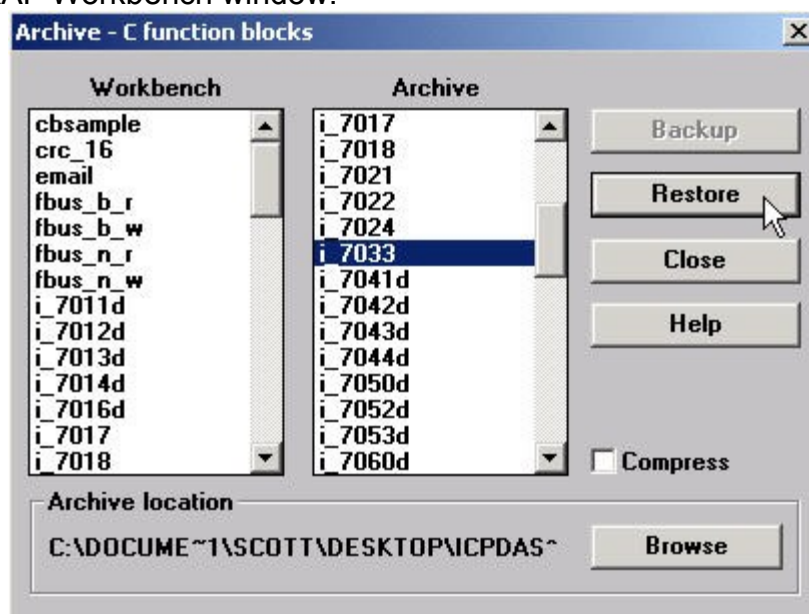 Workbench window.
Archive - C function blocks
Workbench
cbsample
crc_16
email
fbus_b_r
fbus_b_w
fbus_n_r
fbus_n_w
i_7011d
i_7012d
i_7013d
i_7014d
i_7016d
i_7017
i_7018
Archive
i_7017
i_7018
i_7021
i_7022
i_7024
i_7033
i_7041d
i_7042d
i_7043d
i_7044d
i_7050d
i_7052d
i_7053d
i_7060d
Backup
Restore
Close
Help
Compress
Archive location
C:\DOCUME~1\SCOTT\DESKTOP\ICPDAS^
Browse